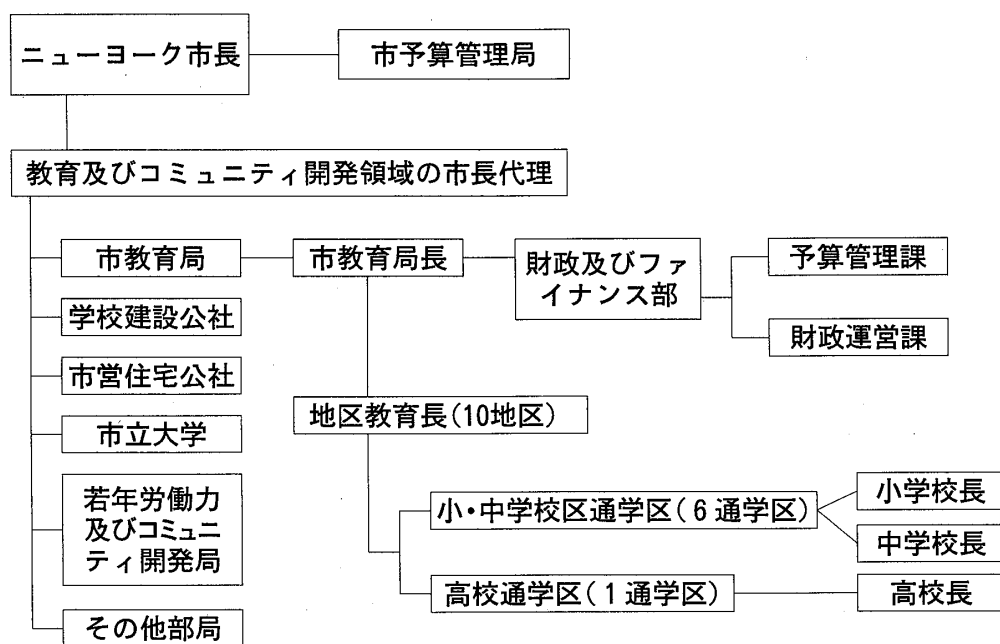 ニューヨーク市長
市予算管理局
教育及びコミュニティ開発領域の市長代理
市教育局
市教育局長
財政及びファ
イナンス部
予算管理課
財政運営課
学校建設公社
市営住宅公社
市立大学
若年労働力
及びコミュニ
ティ開発局
その他部局
地区教育長(10地区)
小・中学校区通学区(6通学区)
小学校長
中学校長
高校通学区(1通学区)
高校長